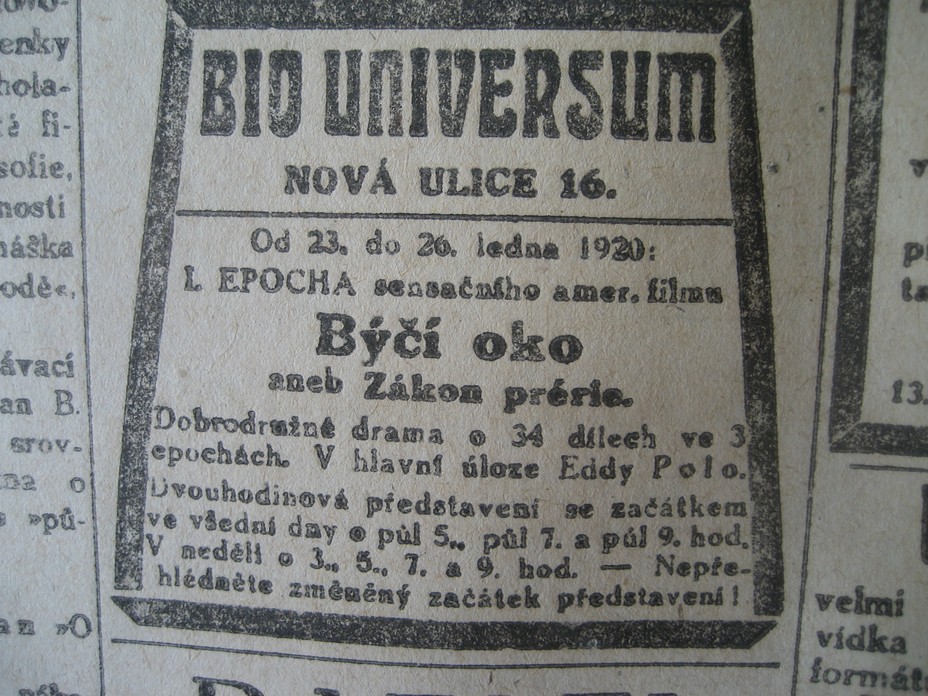 BIO UNIVERSUM
NOVÁ ULICE 16.
Od 23. do 26. ledna 1920:
I. EPOCHA sensačního amer. filmu
Býčí oko
aneb Zákon prérie.
Dobrodružné drama o 34 dílech ve 3
epochách. V hlavní úloze Eddy Polo.
Dvouhodinová představení se začátkem
ve všední dny o půl 5., půl 7. a půl 9. hod.
V neděli o 3., 5., 7. a 9. hod. — Nepře-
hlédněte změněný začátek představení!
enky
hola-
fi-
sofie,
nosti
náška
odě«,
ávací
an B.
srov-
o
»pů-
an »O
13.
velmi
vídka
formát